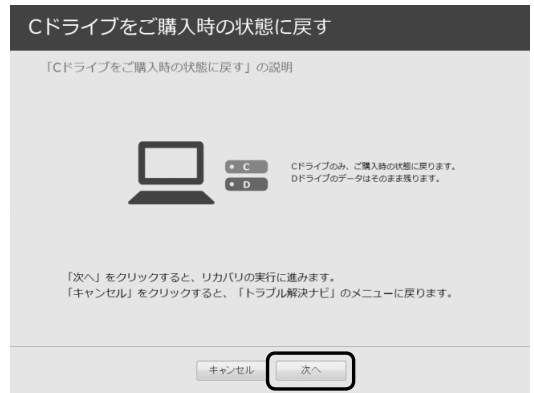 Cドライブをご購入時の状態に戻す
「Cドライブをご購入時の状態に戻す」の説明
C
Cドライブのみ、ご購入時の状態に戻ります。
D
Dドライブのデータはそのまま残ります。
「次へ」をクリックすると、リカバリの実行に進みます。
「キャンセル」をクリックすると、「トラブル解決ナビ」のメニューに戻ります。
キャンセル 次へ